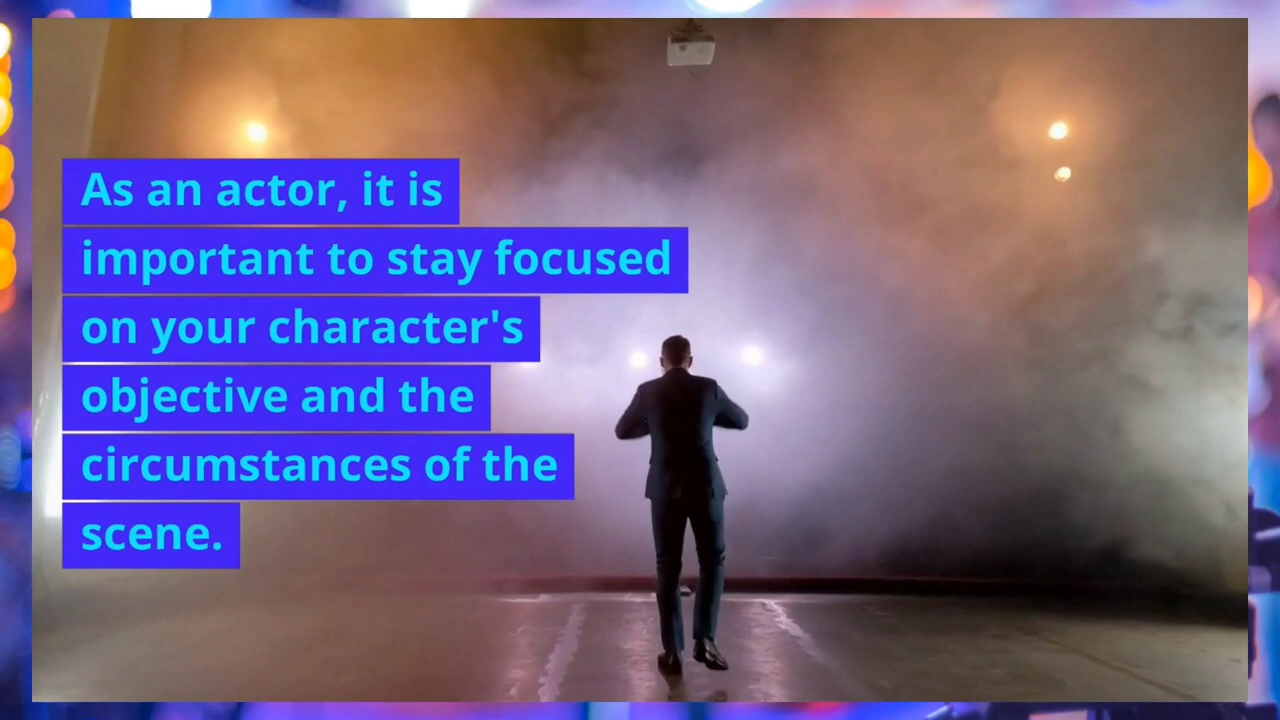 As an actor, it is
important to stay focused
on your character's
objective and the
circumstances of the
scene.